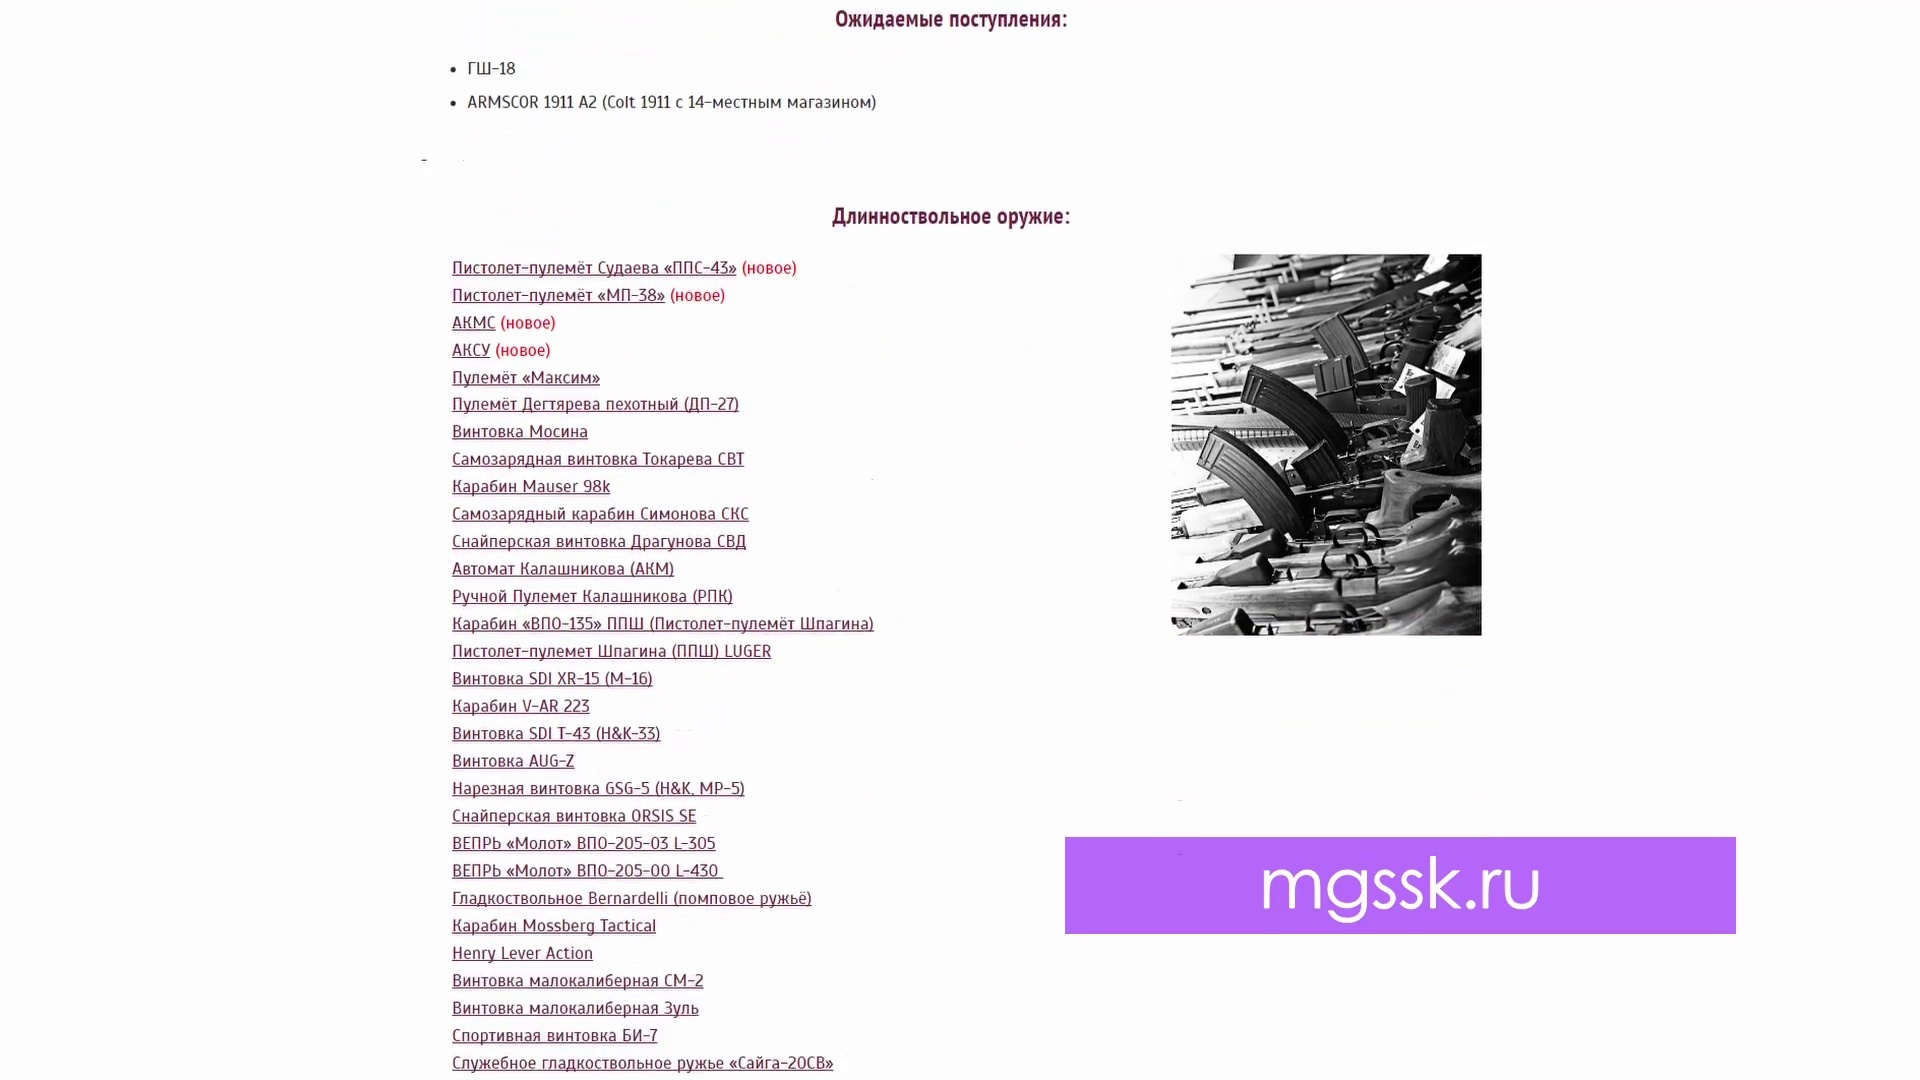 Ожидаемые поступления:
ГШ-18
ARMSCOR 1911 A2 (Colt 1911 с 14-местным магазином)
Длинноствольное оружие:
Пистолет-пулемёт Судаева «ППС-43» (новое)
Пистолет-пулемёт «МП-38» (новое)
АКМС (новое)
АКСУ (новое)
Пулемёт «Максим»
Пулемёт Дегтярева пехотный (ДП-27)
Винтовка Мосина
Самозарядная винтовка Токарева СВТ
Карабин Mauser 98k
Самозарядный карабин Симонова СКС
Снайперская винтовка Драгунова СВД
Автомат Калашникова (АКМ)
Ручной Пулемет Калашникова (РПК)
Карабин «ВПО-135» ППШ (Пистолет-пулемёт Шпагина)
Пистолет-пулемет Шпагина (ППШ) LUGER
Винтовка SDI XR-15 (M-16)
Карабин V-AR 223
Винтовка SDI T-43 (H&K-33)
Винтовка AUG-Z
Нарезная винтовка GSG-5 (H&K, MP-5)
Снайперская винтовка ORSIS SE
ВЕПРЬ «Молот» ВПО-205-03 L-305
ВЕПРЬ «Молот» ВПО-205-00 L-430
Гладкоствольное Bernardelli (помповое ружьё)
Карабин Mossberg Tactical
Henry Lever Action
Винтовка малокалиберная СМ-2
Винтовка малокалиберная Зуль
Спортивная винтовка БИ-7
Служебное гладкоствольное ружье «Сайга-20СВ»
mgssk.ru